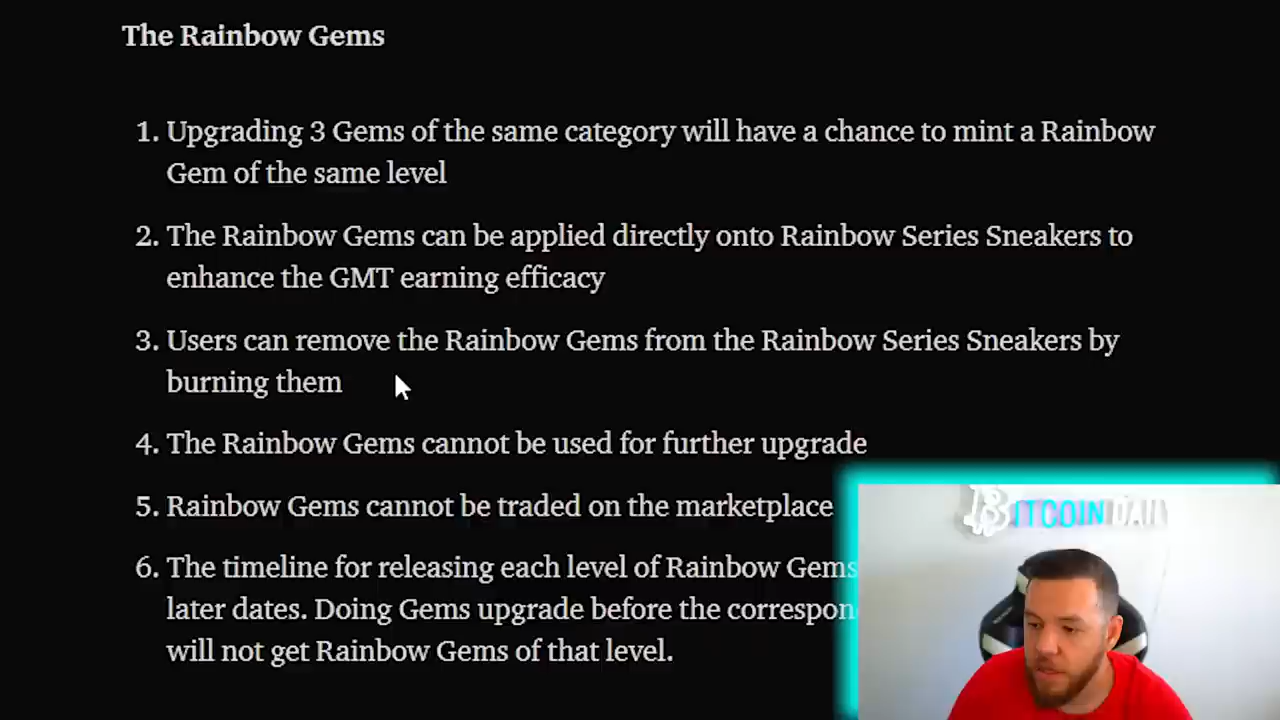 The Rainbow Gems
1. Upgrading 3 Gems of the same category will have a chance to mint a Rainbow
Gem of the same level
2. The Rainbow Gems can be applied directly onto Rainbow Series Sneakers to
enhance the GMT earning efficacy
3. Users can remove the Rainbow Gems from the Rainbow Series Sneakers by
burning them
4. The Rainbow Gems cannot be used for further upgrade
5. Rainbow Gems cannot be traded on the marketplace
6. The timeline for releasing each level of Rainbow Gems
later dates. Doing Gems upgrade before the correspon
will not get Rainbow Gems of that level.
BITCOIN DAILY